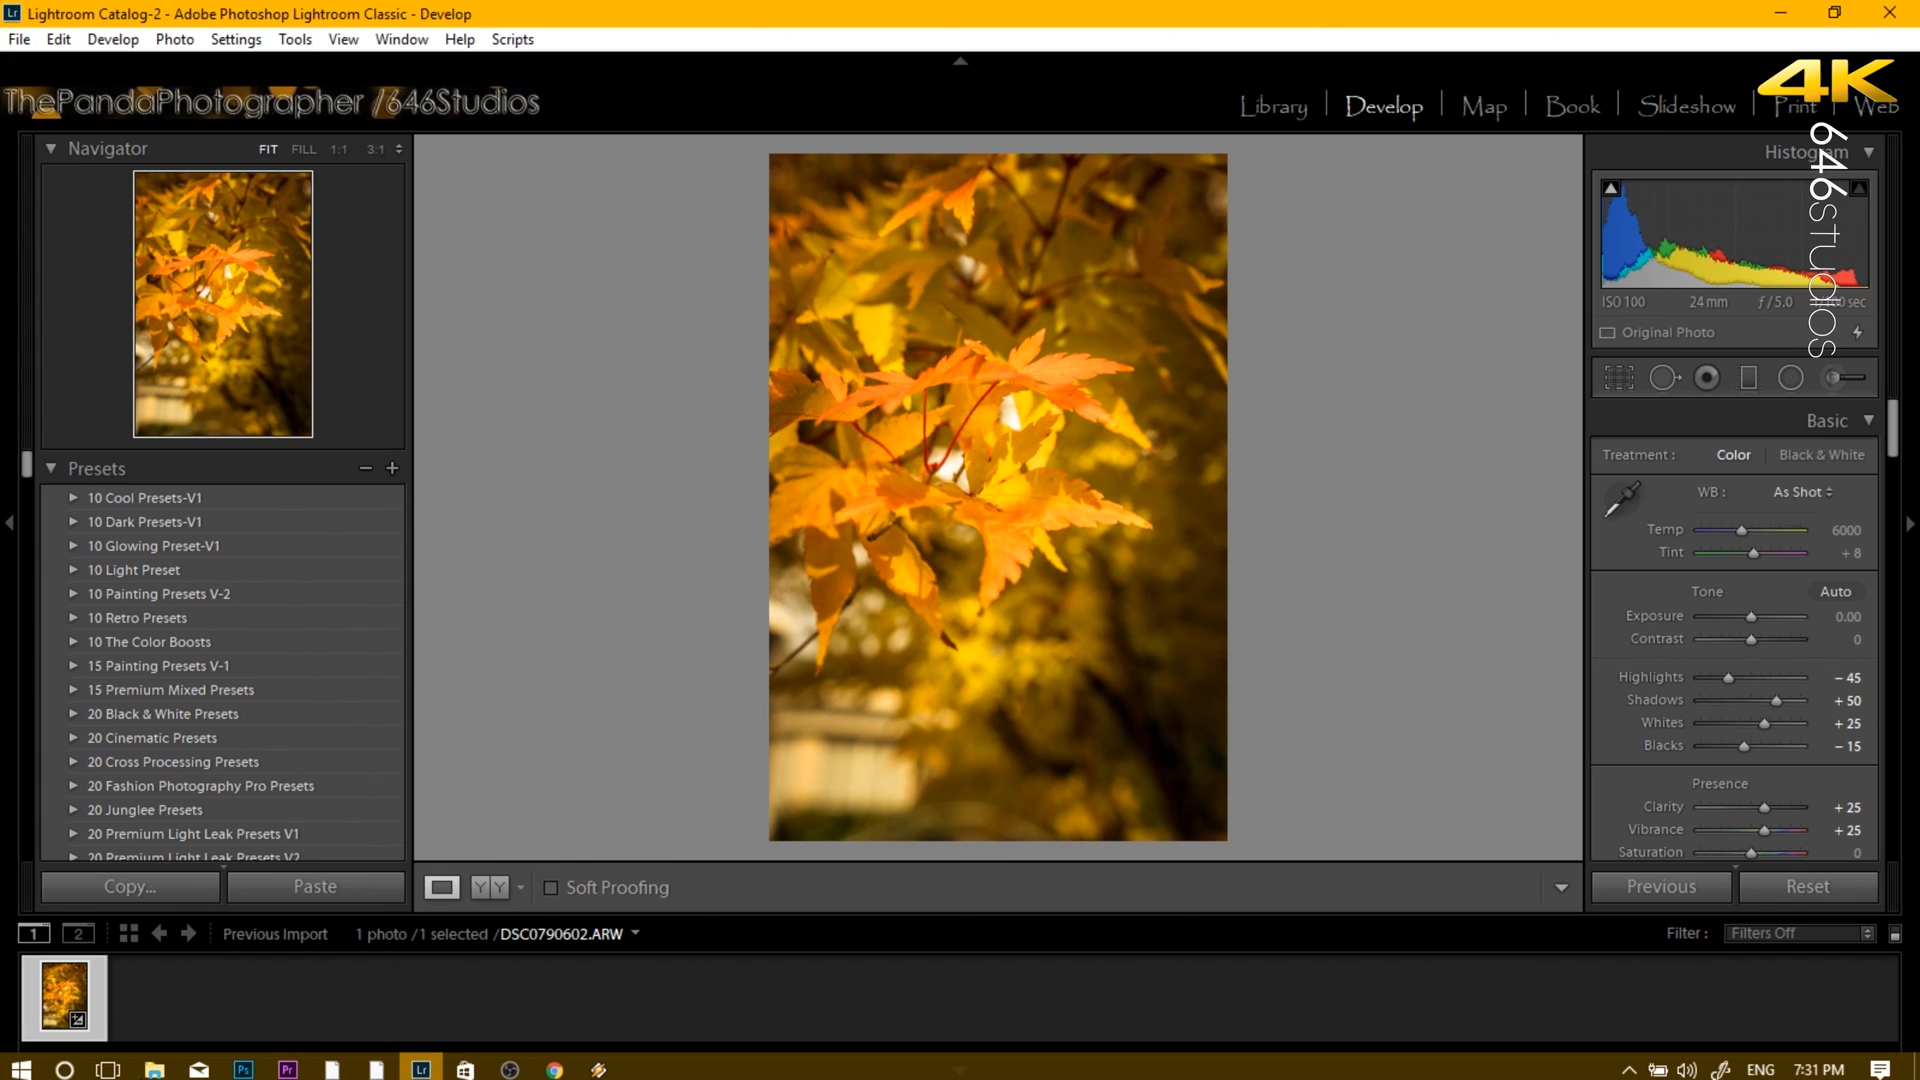 Lr Lightroom Catalog-2 - Adobe Photoshop Lightroom Classic - Develop
File Edit Develop Photo Settings Tools View Window Help Scripts
4K
ThePandaPhotographer /646Studios
Library Develop Map Book Slideshow Print Web
646STUDIOS
Navigator FIT FILL 1:1 3:1
Presets
10 Cool Presets-V1
10 Dark Presets-V1
10 Glowing Preset-V1
10 Light Preset
10 Painting Presets V-2
10 Retro Presets
10 The Color Boosts
15 Painting Presets V-1
15 Premium Mixed Presets
20 Black & White Presets
20 Cinematic Presets
20 Cross Processing Presets
20 Fashion Photography Pro Presets
20 Junglee Presets
20 Premium Light Leak Presets V1
20 Premium Light Leak Presets V2
Copy... Paste
Histogram
ISO 100 24 mm ƒ / 5.0 sec
Original Photo
Basic
Treatment : Color Black & White
WB : As Shot
Temp 6000
Tint + 8
Tone Auto
Exposure 0.00
Contrast 0
Highlights − 45
Shadows + 50
Whites + 25
Blacks − 15
Presence
Clarity + 25
Vibrance + 25
Saturation 0
Previous Reset
Y Y Soft Proofing
1 2 Previous Import 1 photo / 1 selected / DSC0790602.ARW
Filter : Filters Off
Ps Pr Lr
ENG 7:31 PM